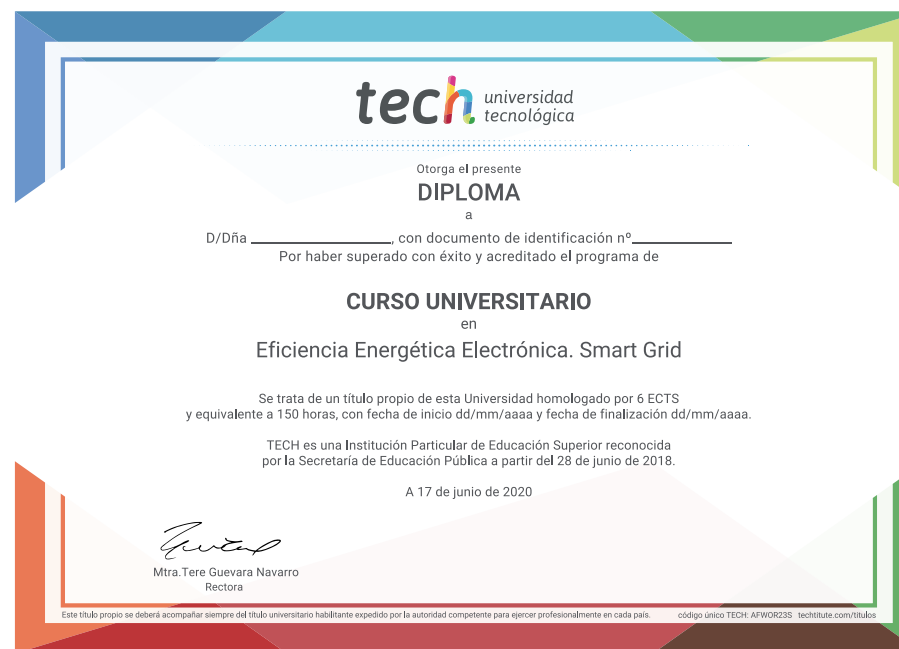 tech universidad
tecnológica
Otorga el presente
DIPLOMA
a
D/Dña ____________________, con documento de identificación nº______________
Por haber superado con éxito y acreditado el programa de
CURSO UNIVERSITARIO
en
Eficiencia Energética Electrónica. Smart Grid
Se trata de un título propio de esta Universidad homologado por 6 ECTS
y equivalente a 150 horas, con fecha de inicio dd/mm/aaaa y fecha de finalización dd/mm/aaaa.
TECH es una Institución Particular de Educación Superior reconocida
por la Secretaría de Educación Pública a partir del 28 de junio de 2018.
A 17 de junio de 2020
Mtra.Tere Guevara Navarro
Rectora
Este título propio se deberá acompañar siempre del título universitario habilitante expedido por la autoridad competente para ejercer profesionalmente en cada país. código único TECH: AFWOR23S techtitute.com/titulos